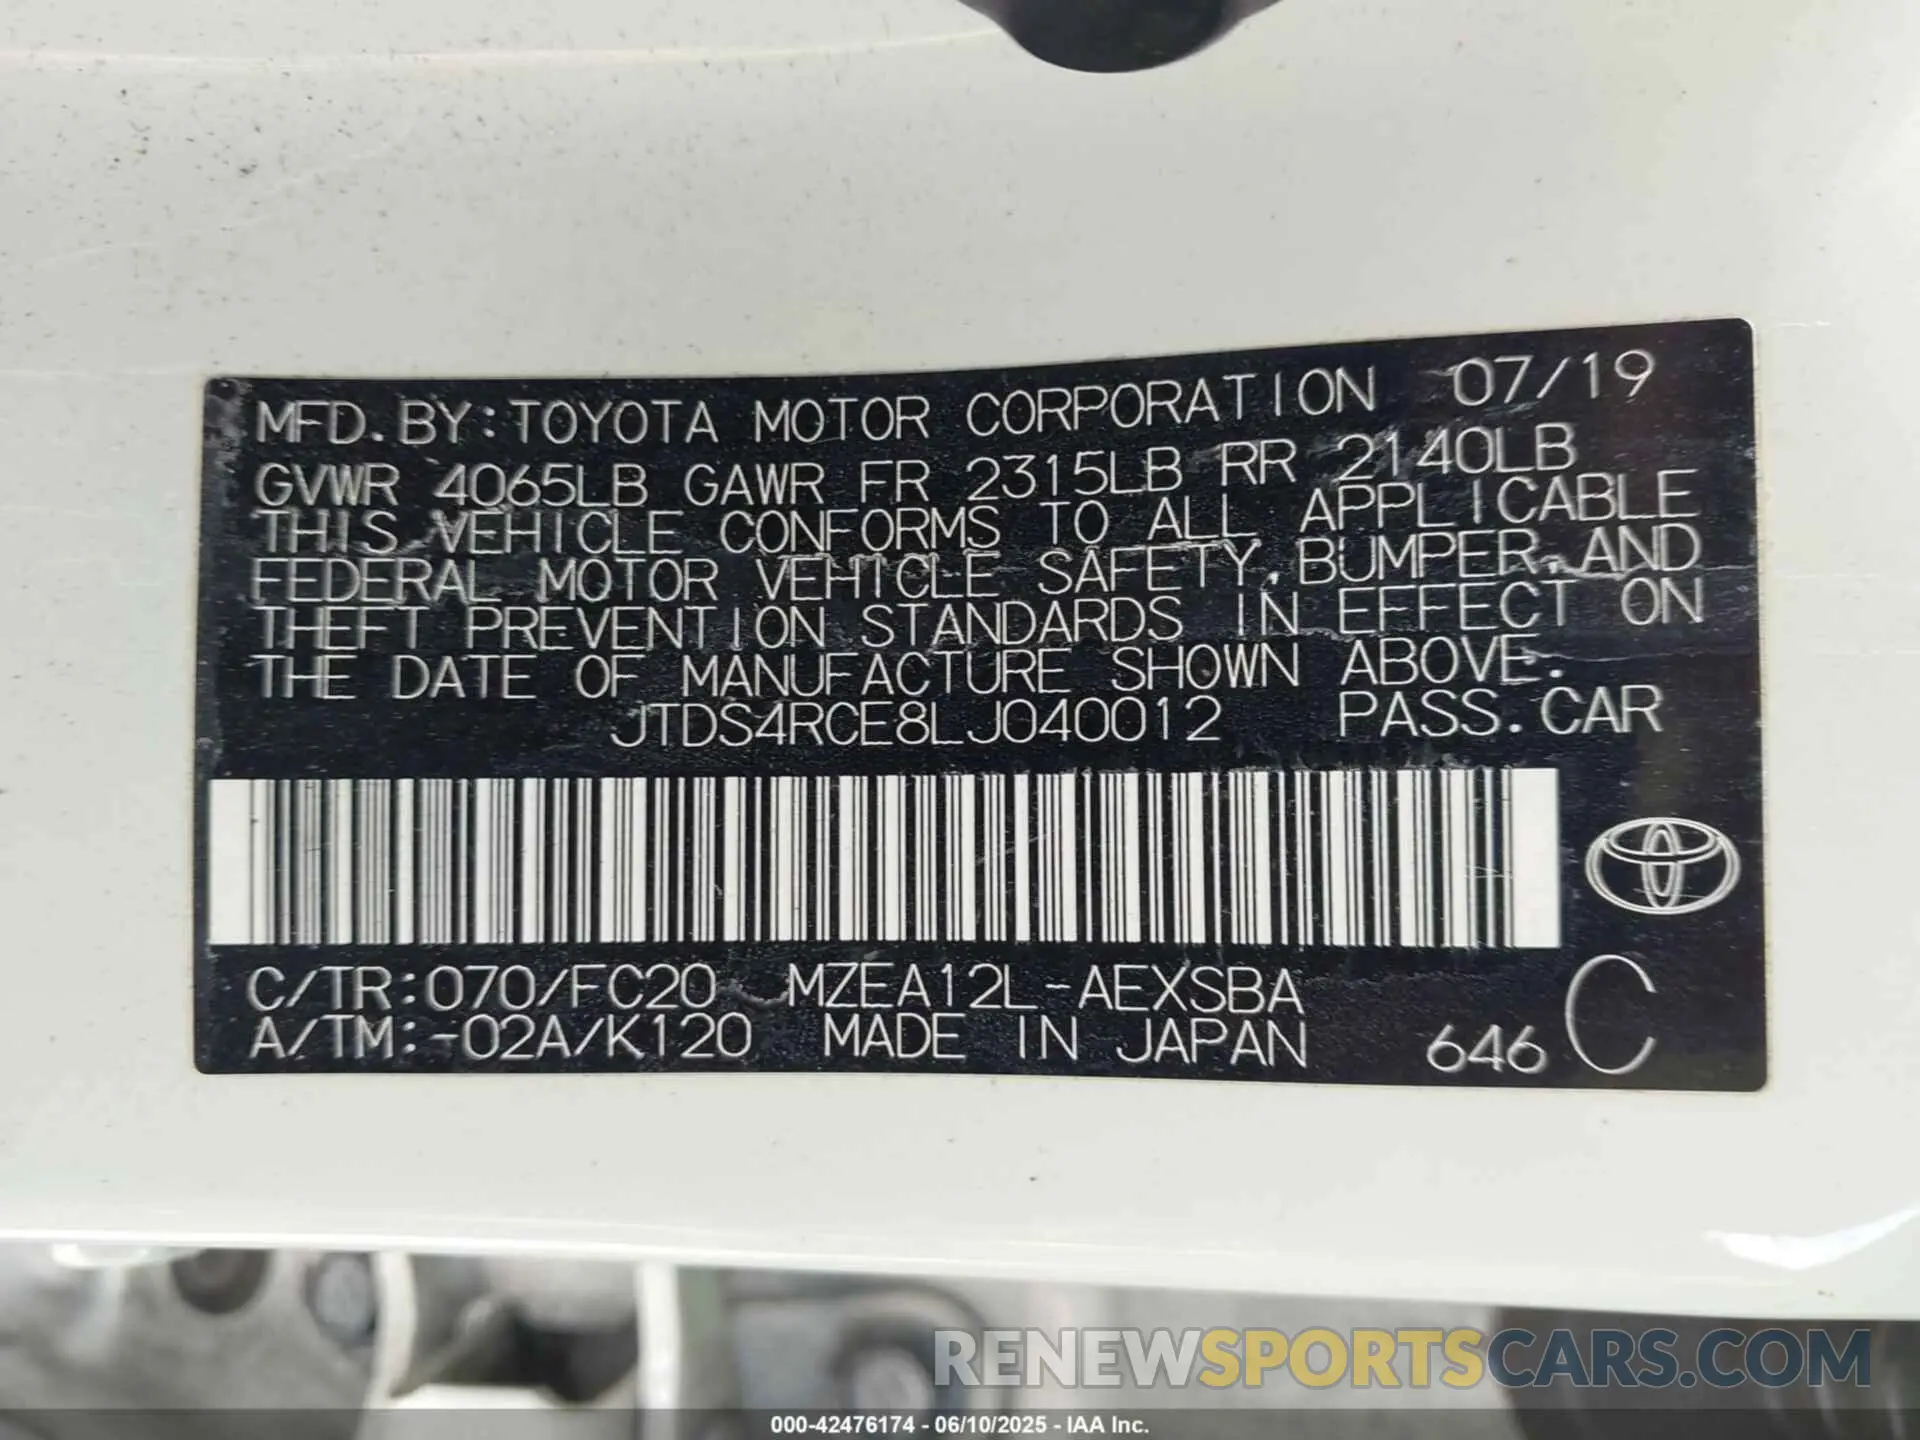 MFD. BY: TOYOTA MOTOR CORPORATION 07/19
GVWR 4065LB GAWR FR 2315LB RR 2140LB
THIS VEHICLE CONFORMS TO ALL APPLICABLE
FEDERAL MOTOR VEHICLE SAFETY, BUMPER, AND
THEFT PREVENTION STANDARDS IN EFFECT ON
THE DATE OF MANUFACTURE SHOWN ABOVE.
JTDS4RCE8LJ040012 PASS. CAR
C/TR:070/FC20 MZEA12L-AEXSBA C
A/TM:-02A/K120 MADE IN JAPAN 646
RENEWSPORTSCARS.COM
000-42476174 - 06/10/2025 - IAA Inc.